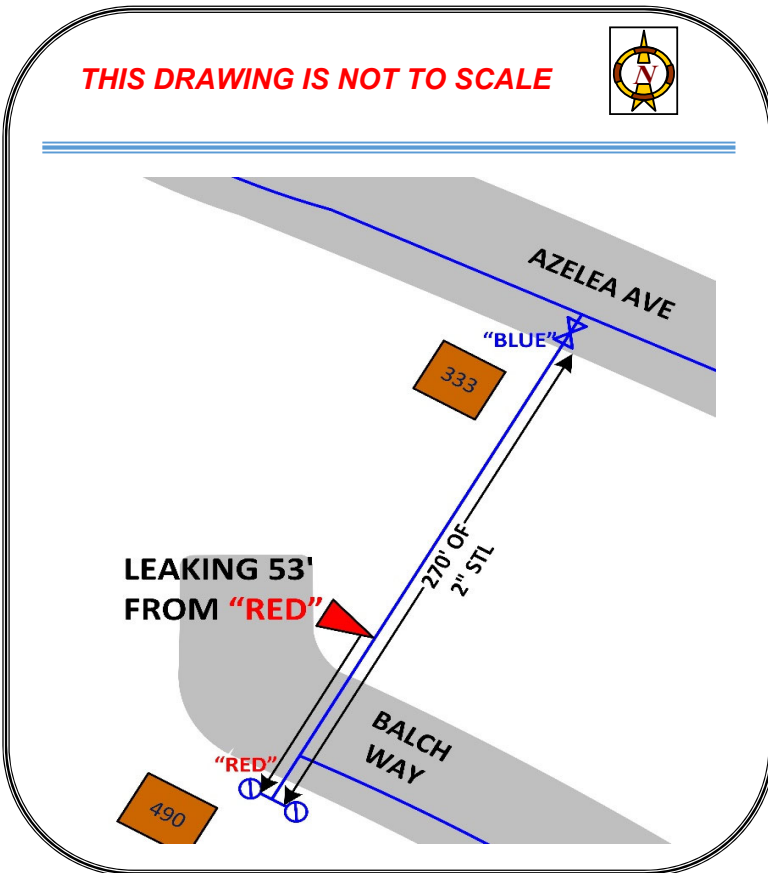 THIS DRAWING IS NOT TO SCALE
N
AZELEA AVE
“BLUE”
333
270' OF
2" STL
LEAKING 53'
FROM “RED”
BALCH
WAY
“RED”
490